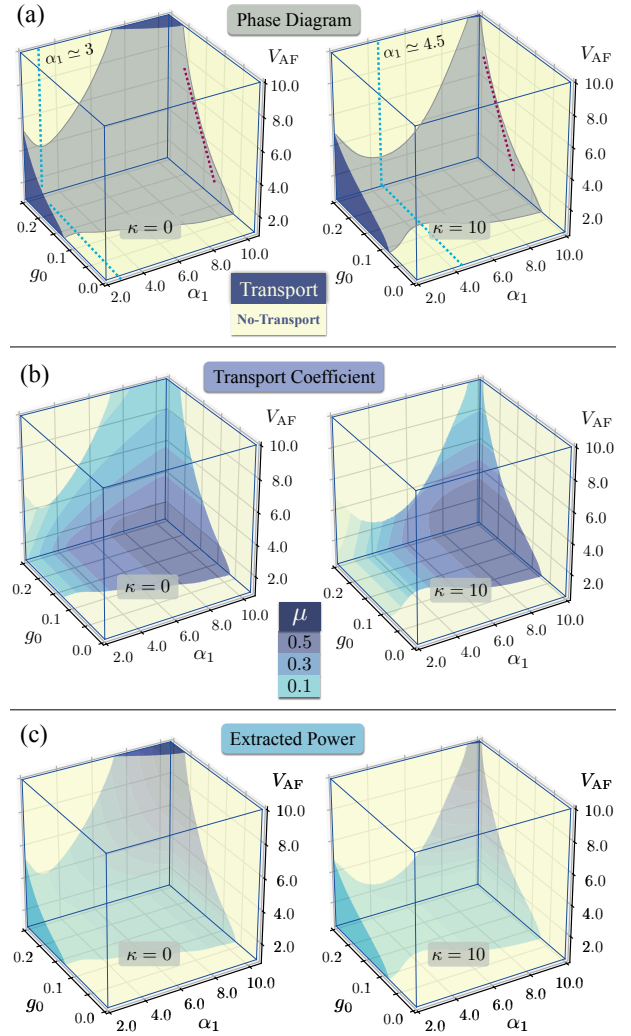 (a)
Phase Diagram
α₁ ≃ 3
α₁ ≃ 4.5
V_AF
V_AF
10.0
8.0
6.0
4.0
2.0
10.0
8.0
6.0
4.0
2.0
0.2
0.1
0.0
g₀
κ = 0
2.0
4.0
6.0
8.0
10.0
α₁
0.2
0.1
0.0
g₀
κ = 10
2.0
4.0
6.0
8.0
10.0
α₁
Transport
No-Transport
(b)
Transport Coefficient
V_AF
V_AF
10.0
8.0
6.0
4.0
2.0
10.0
8.0
6.0
4.0
2.0
0.2
0.1
0.0
g₀
κ = 0
2.0
4.0
6.0
8.0
10.0
α₁
0.2
0.1
0.0
g₀
κ = 10
2.0
4.0
6.0
8.0
10.0
α₁
μ
0.5
0.3
0.1
(c)
Extracted Power
V_AF
V_AF
10.0
8.0
6.0
4.0
2.0
10.0
8.0
6.0
4.0
2.0
0.2
0.1
0.0
g₀
κ = 0
2.0
4.0
6.0
8.0
10.0
α₁
0.2
0.1
0.0
g₀
κ = 10
2.0
4.0
6.0
8.0
10.0
α₁